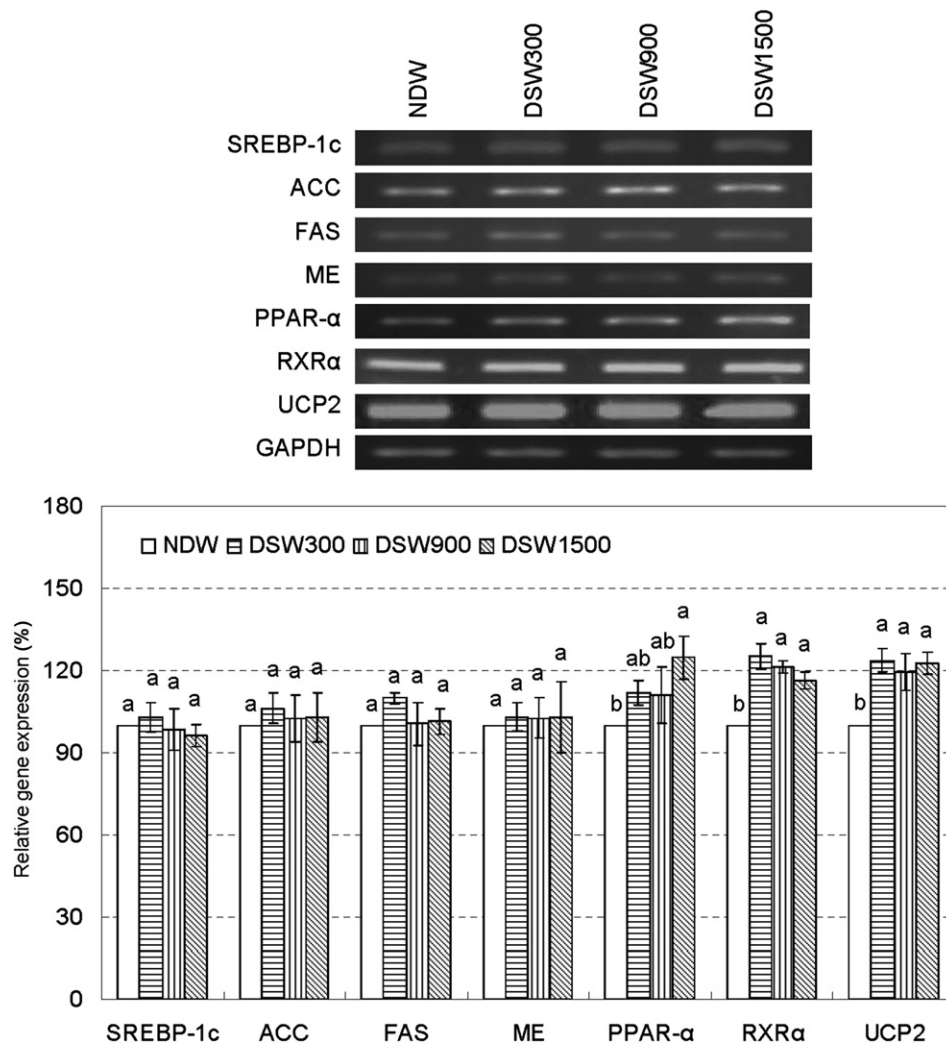 NDW DSW300 DSW900 DSW1500
SREBP-1c
ACC
FAS
ME
PPAR-α
RXRα
UCP2
GAPDH
Relative gene expression (%)
180
NDW DSW300 DSW900 DSW1500
150
120
90
60
30
0
a a a a a a a a a a a a a a a a b ab ab a b a a a b a a a
SREBP-1c ACC FAS ME PPAR-α RXRα UCP2